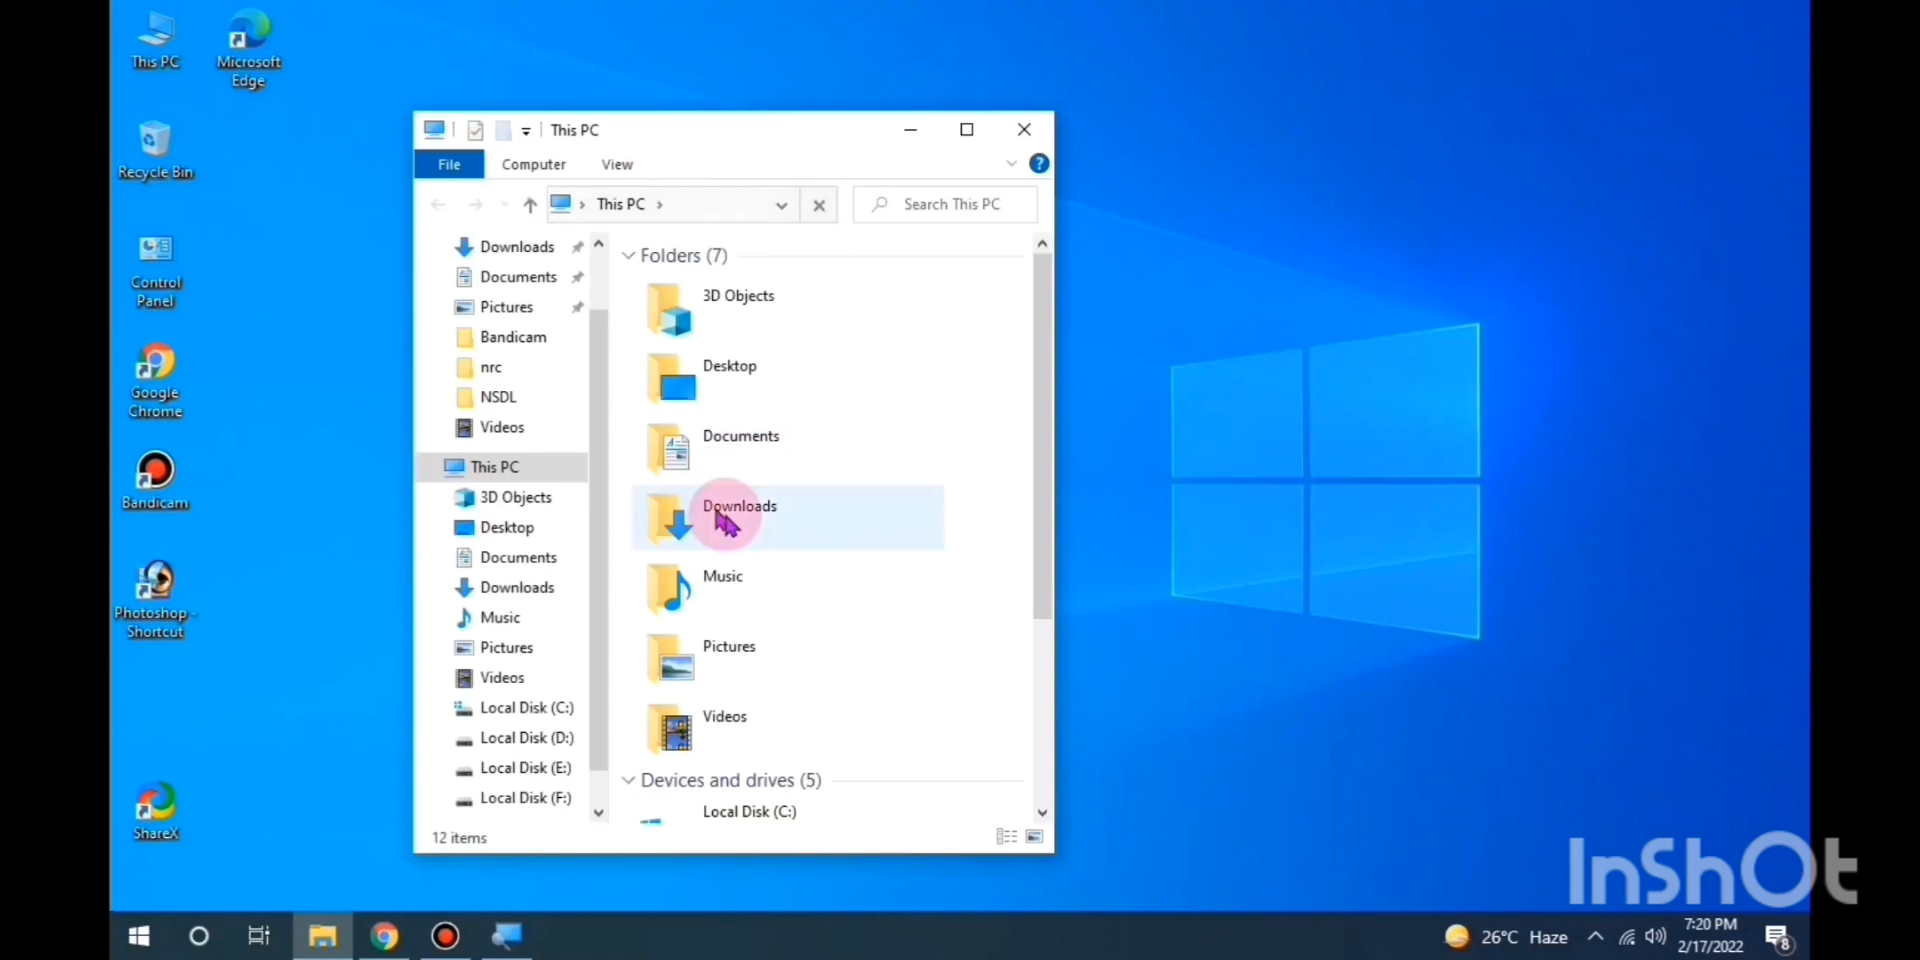 This PC
Microsoft
Edge
Recycle Bin
Control
Panel
Google
Chrome
Bandicam
Photoshop -
Shortcut
ShareX
This PC
File
Computer
View
This PC
Search This PC
Downloads
Documents
Pictures
Bandicam
nrc
NSDL
Videos
This PC
3D Objects
Desktop
Documents
Downloads
Music
Pictures
Videos
Local Disk (C:)
Local Disk (D:)
Local Disk (E:)
Local Disk (F:)
Folders (7)
3D Objects
Desktop
Documents
Downloads
Music
Pictures
Videos
Devices and drives (5)
Local Disk (C:)
12 items
InShOt
26°C Haze
7:20 PM
2/17/2022
8